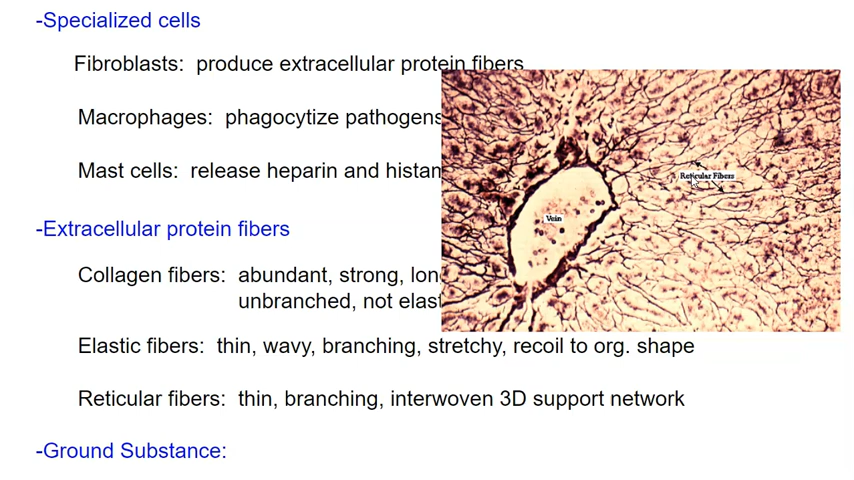 -Specialized cells
Fibroblasts: produce extracellular protein fibers
Macrophages: phagocytize pathogens
Mast cells: release heparin and histam
Reticular Fibers
Vein
-Extracellular protein fibers
Collagen fibers: abundant, strong, long
unbranched, not elast
Elastic fibers: thin, wavy, branching, stretchy, recoil to org. shape
Reticular fibers: thin, branching, interwoven 3D support network
-Ground Substance: